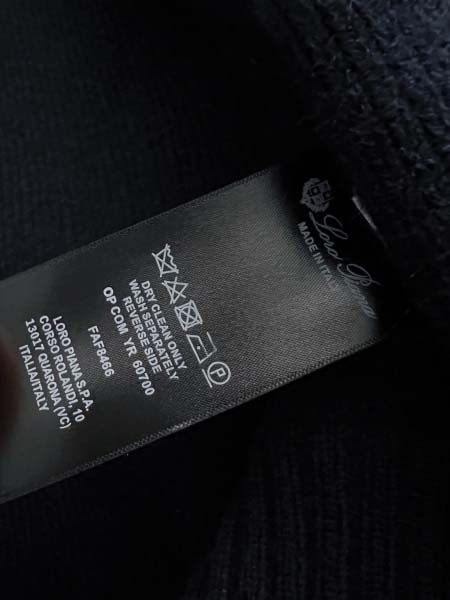 Loro Piana
MADE IN ITALY
DRY CLEAN ONLY
WASH SEPARATELY
REVERSE SIDE
OP COM YR 60700
FAF8466
LORO PIANA S.P.A.
CORSO ROLANDI, 10
13017 QUARONA (VC)
ITALIA/ITALY